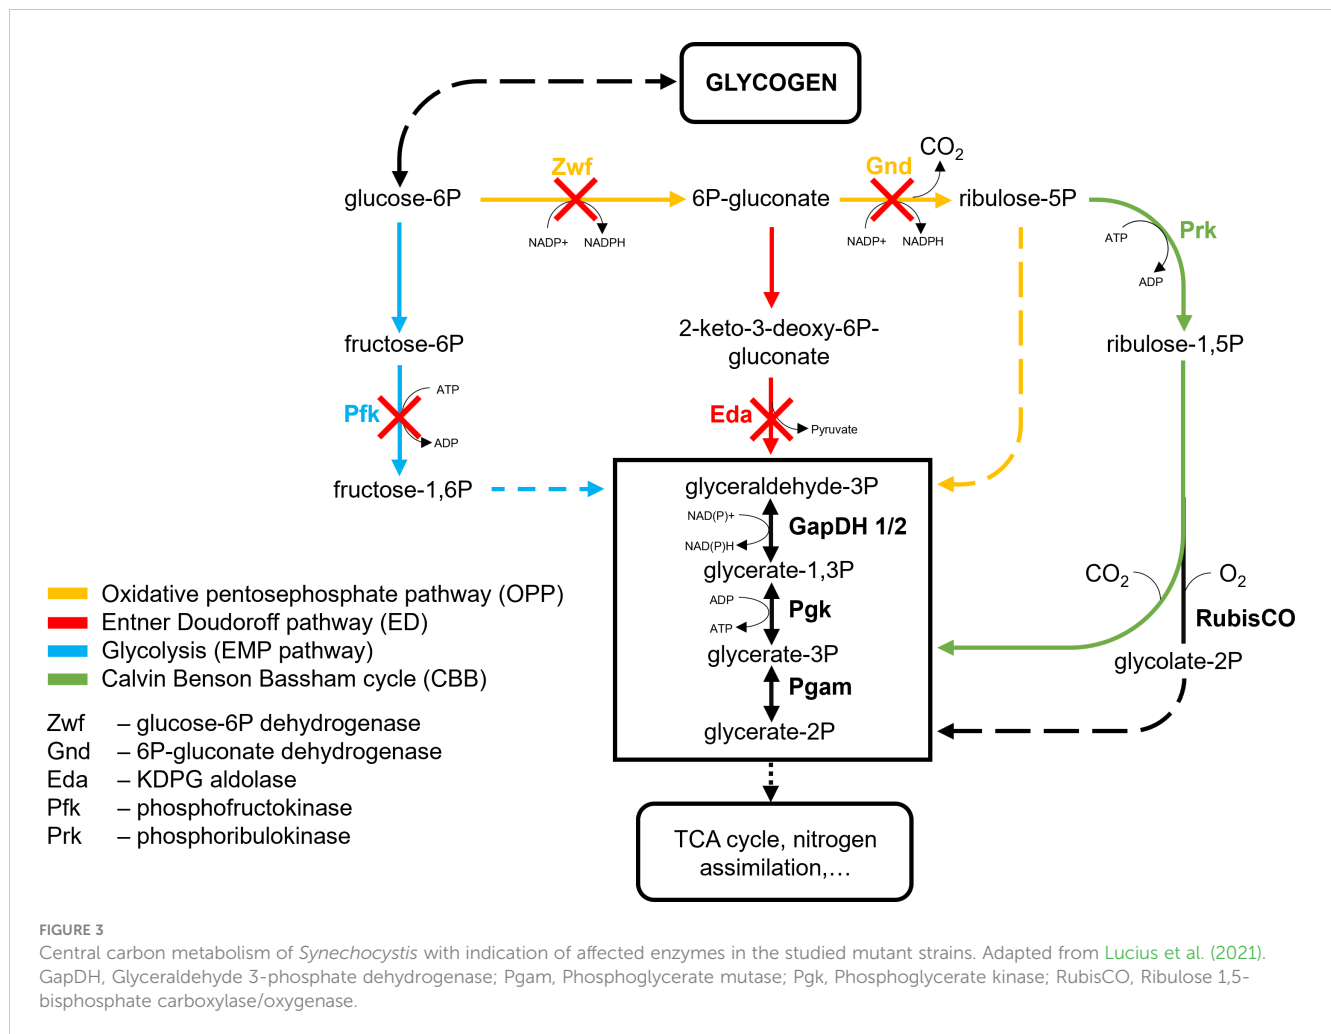 GLYCOGEN
CO2
Zwf
Gnd
glucose-6P
6P-gluconate
ribulose-5P
Prk
NADP+
NADPH
NADP+
NADPH
ATP
ADP
fructose-6P
2-keto-3-deoxy-6P-
gluconate
ribulose-1,5P
Pfk
ATP
ADP
Eda
Pyruvate
fructose-1,6P
glyceraldehyde-3P
NAD(P)+
GapDH 1/2
NAD(P)H
glycerate-1,3P
ADP
Pgk
ATP
glycerate-3P
Pgam
glycerate-2P
CO2
O2
RubisCO
glycolate-2P
Oxidative pentosephosphate pathway (OPP)
Entner Doudoroff pathway (ED)
Glycolysis (EMP pathway)
Calvin Benson Bassham cycle (CBB)
Zwf – glucose-6P dehydrogenase
Gnd – 6P-gluconate dehydrogenase
Eda – KDPG aldolase
Pfk – phosphofructokinase
Prk – phosphoribulokinase
TCA cycle, nitrogen
assimilation,...
FIGURE 3
Central carbon metabolism of Synechocystis with indication of affected enzymes in the studied mutant strains. Adapted from Lucius et al. (2021).
GapDH, Glyceraldehyde 3-phosphate dehydrogenase; Pgam, Phosphoglycerate mutase; Pgk, Phosphoglycerate kinase; RubisCO, Ribulose 1,5-
bisphosphate carboxylase/oxygenase.